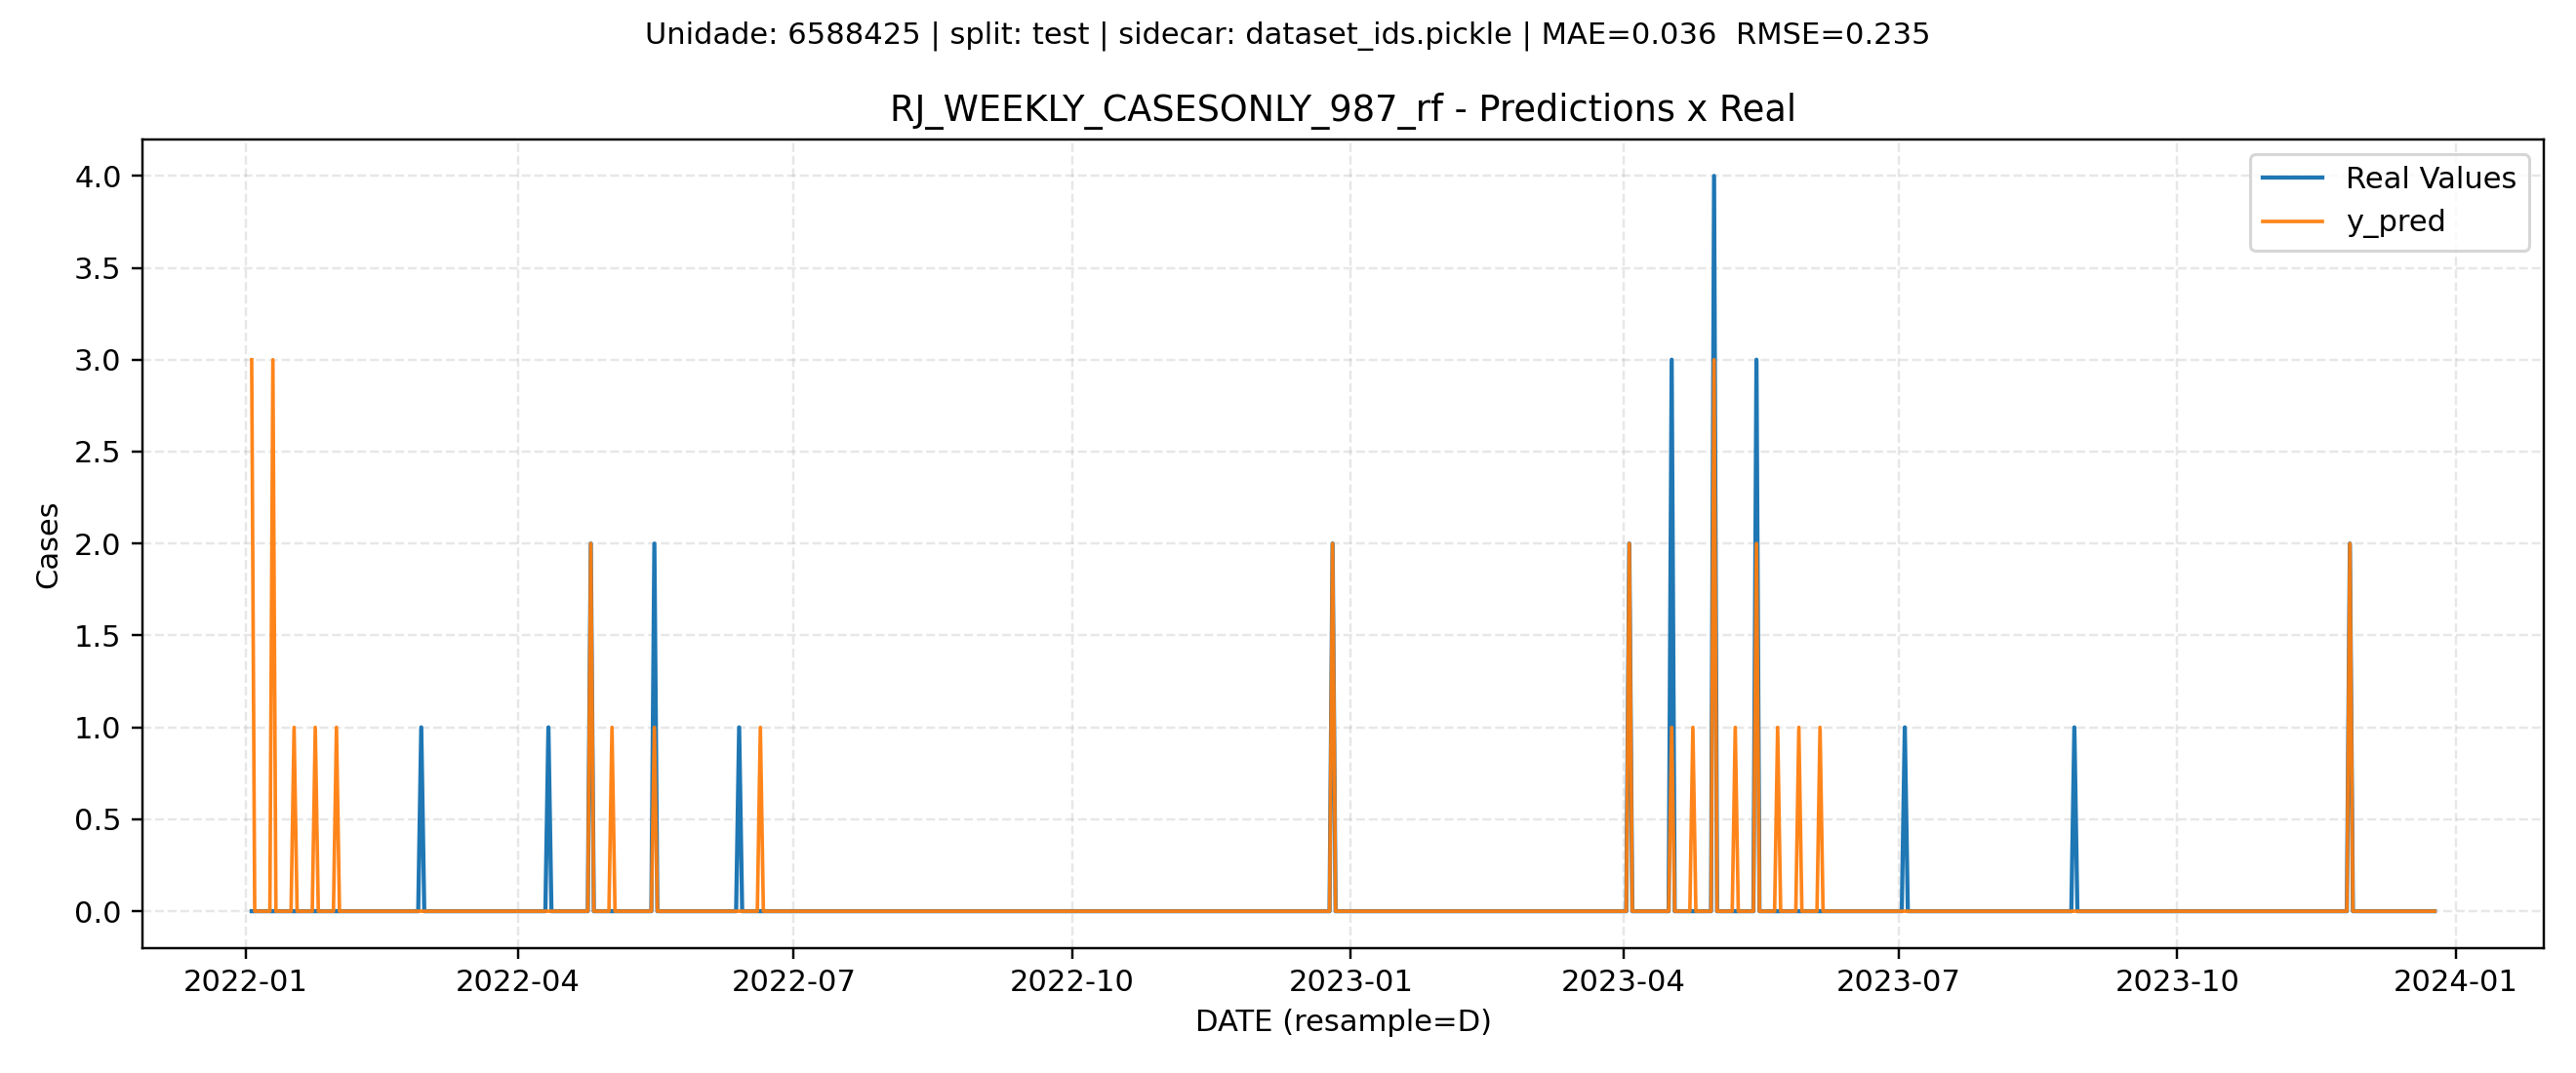 Unidade: 6588425 | split: test | sidecar: dataset_ids.pickle | MAE=0.036  RMSE=0.235
RJ_WEEKLY_CASESONLY_987_rf - Predictions x Real
Real Values
y_pred
4.0
3.5
3.0
2.5
2.0
1.5
1.0
0.5
0.0
Cases
2022-01 2022-04 2022-07 2022-10 2023-01 2023-04 2023-07 2023-10 2024-01
DATE (resample=D)